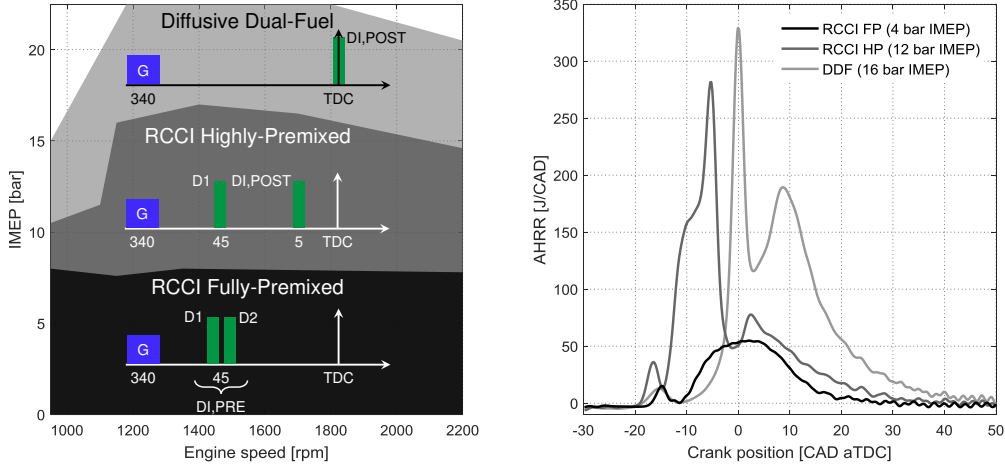 Diffusive Dual-Fuel
DI,POST
G
340
TDC
RCCI Highly-Premixed
D1
DI,POST
G
340
45
5
TDC
RCCI Fully-Premixed
D1
D2
G
340
45
TDC
DI,PRE
20
15
10
5
0
IMEP [bar]
1000
1200
1400
1600
1800
2000
2200
Engine speed [rpm]
RCCI FP (4 bar IMEP)
RCCI HP (12 bar IMEP)
DDF (16 bar IMEP)
350
300
250
200
150
100
50
0
AHRR [J/CAD]
-30
-20
-10
0
10
20
30
40
50
Crank position [CAD aTDC]